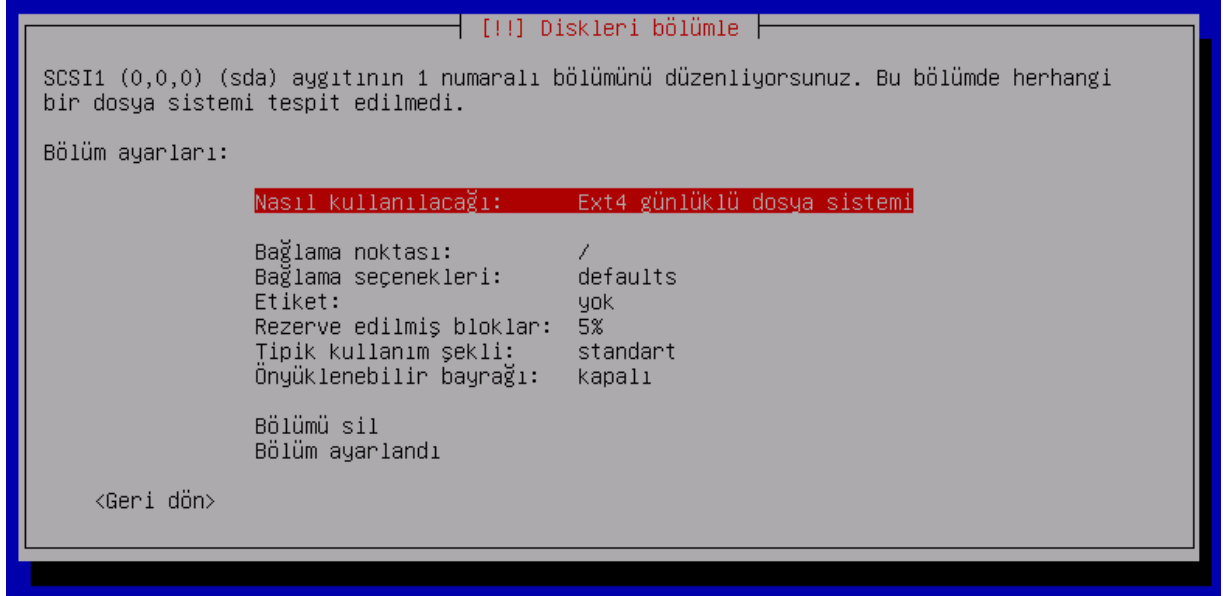 [!!] Diskleri bölümle
SCSI1 (0,0,0) (sda) aygıtının 1 numaralı bölümünü düzenliyorsunuz. Bu bölümde herhangi
bir dosya sistemi tespit edilmedi.
Bölüm ayarları:
Nasıl kullanılacağı: Ext4 günlüklü dosya sistemi
Bağlama noktası: /
Bağlama seçenekleri: defaults
Etiket: yok
Rezerve edilmiş bloklar: 5%
Tipik kullanım şekli: standart
Önyüklenebilir bayrağı: kapalı
Bölümü sil
Bölüm ayarlandı
<Geri dön>